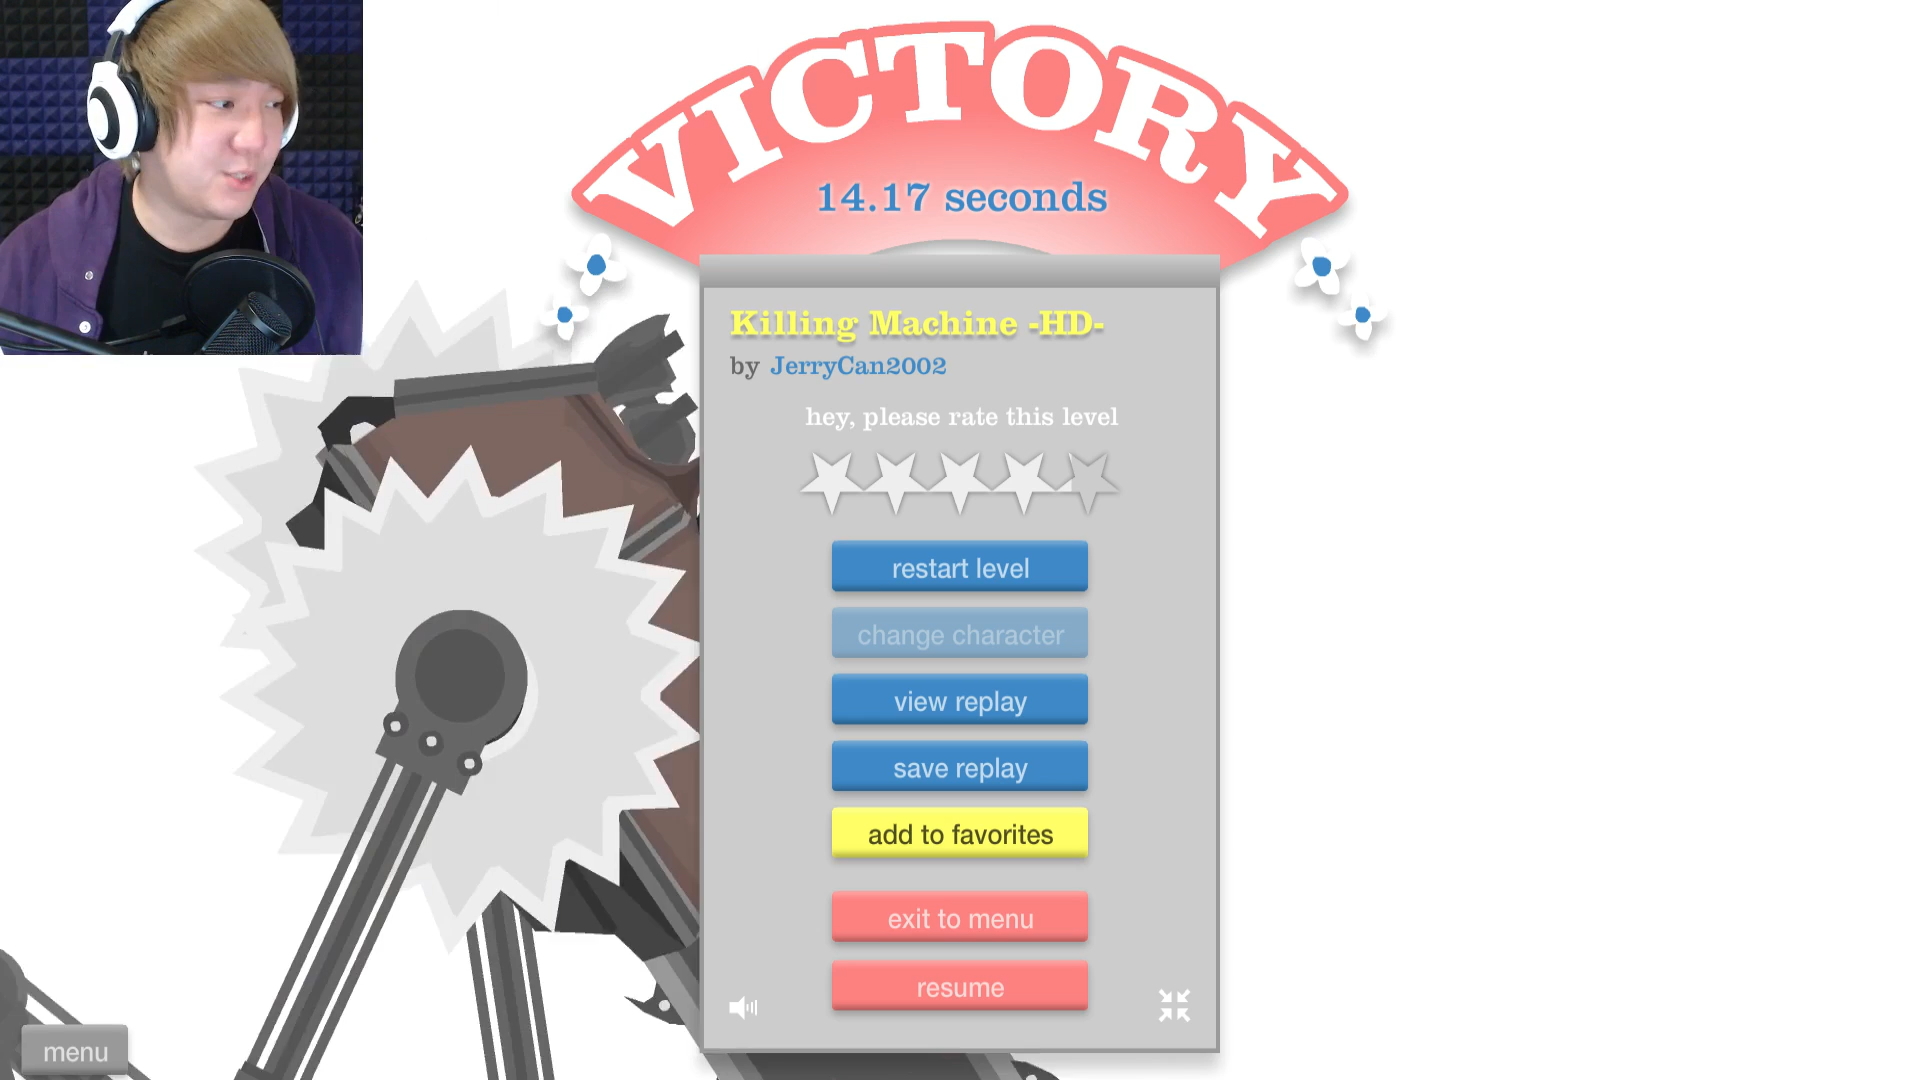 VICTORY
14.17 seconds
Killing Machine -HD-
by JerryCan2002
hey, please rate this level
restart level
change character
view replay
save replay
add to favorites
exit to menu
resume
menu